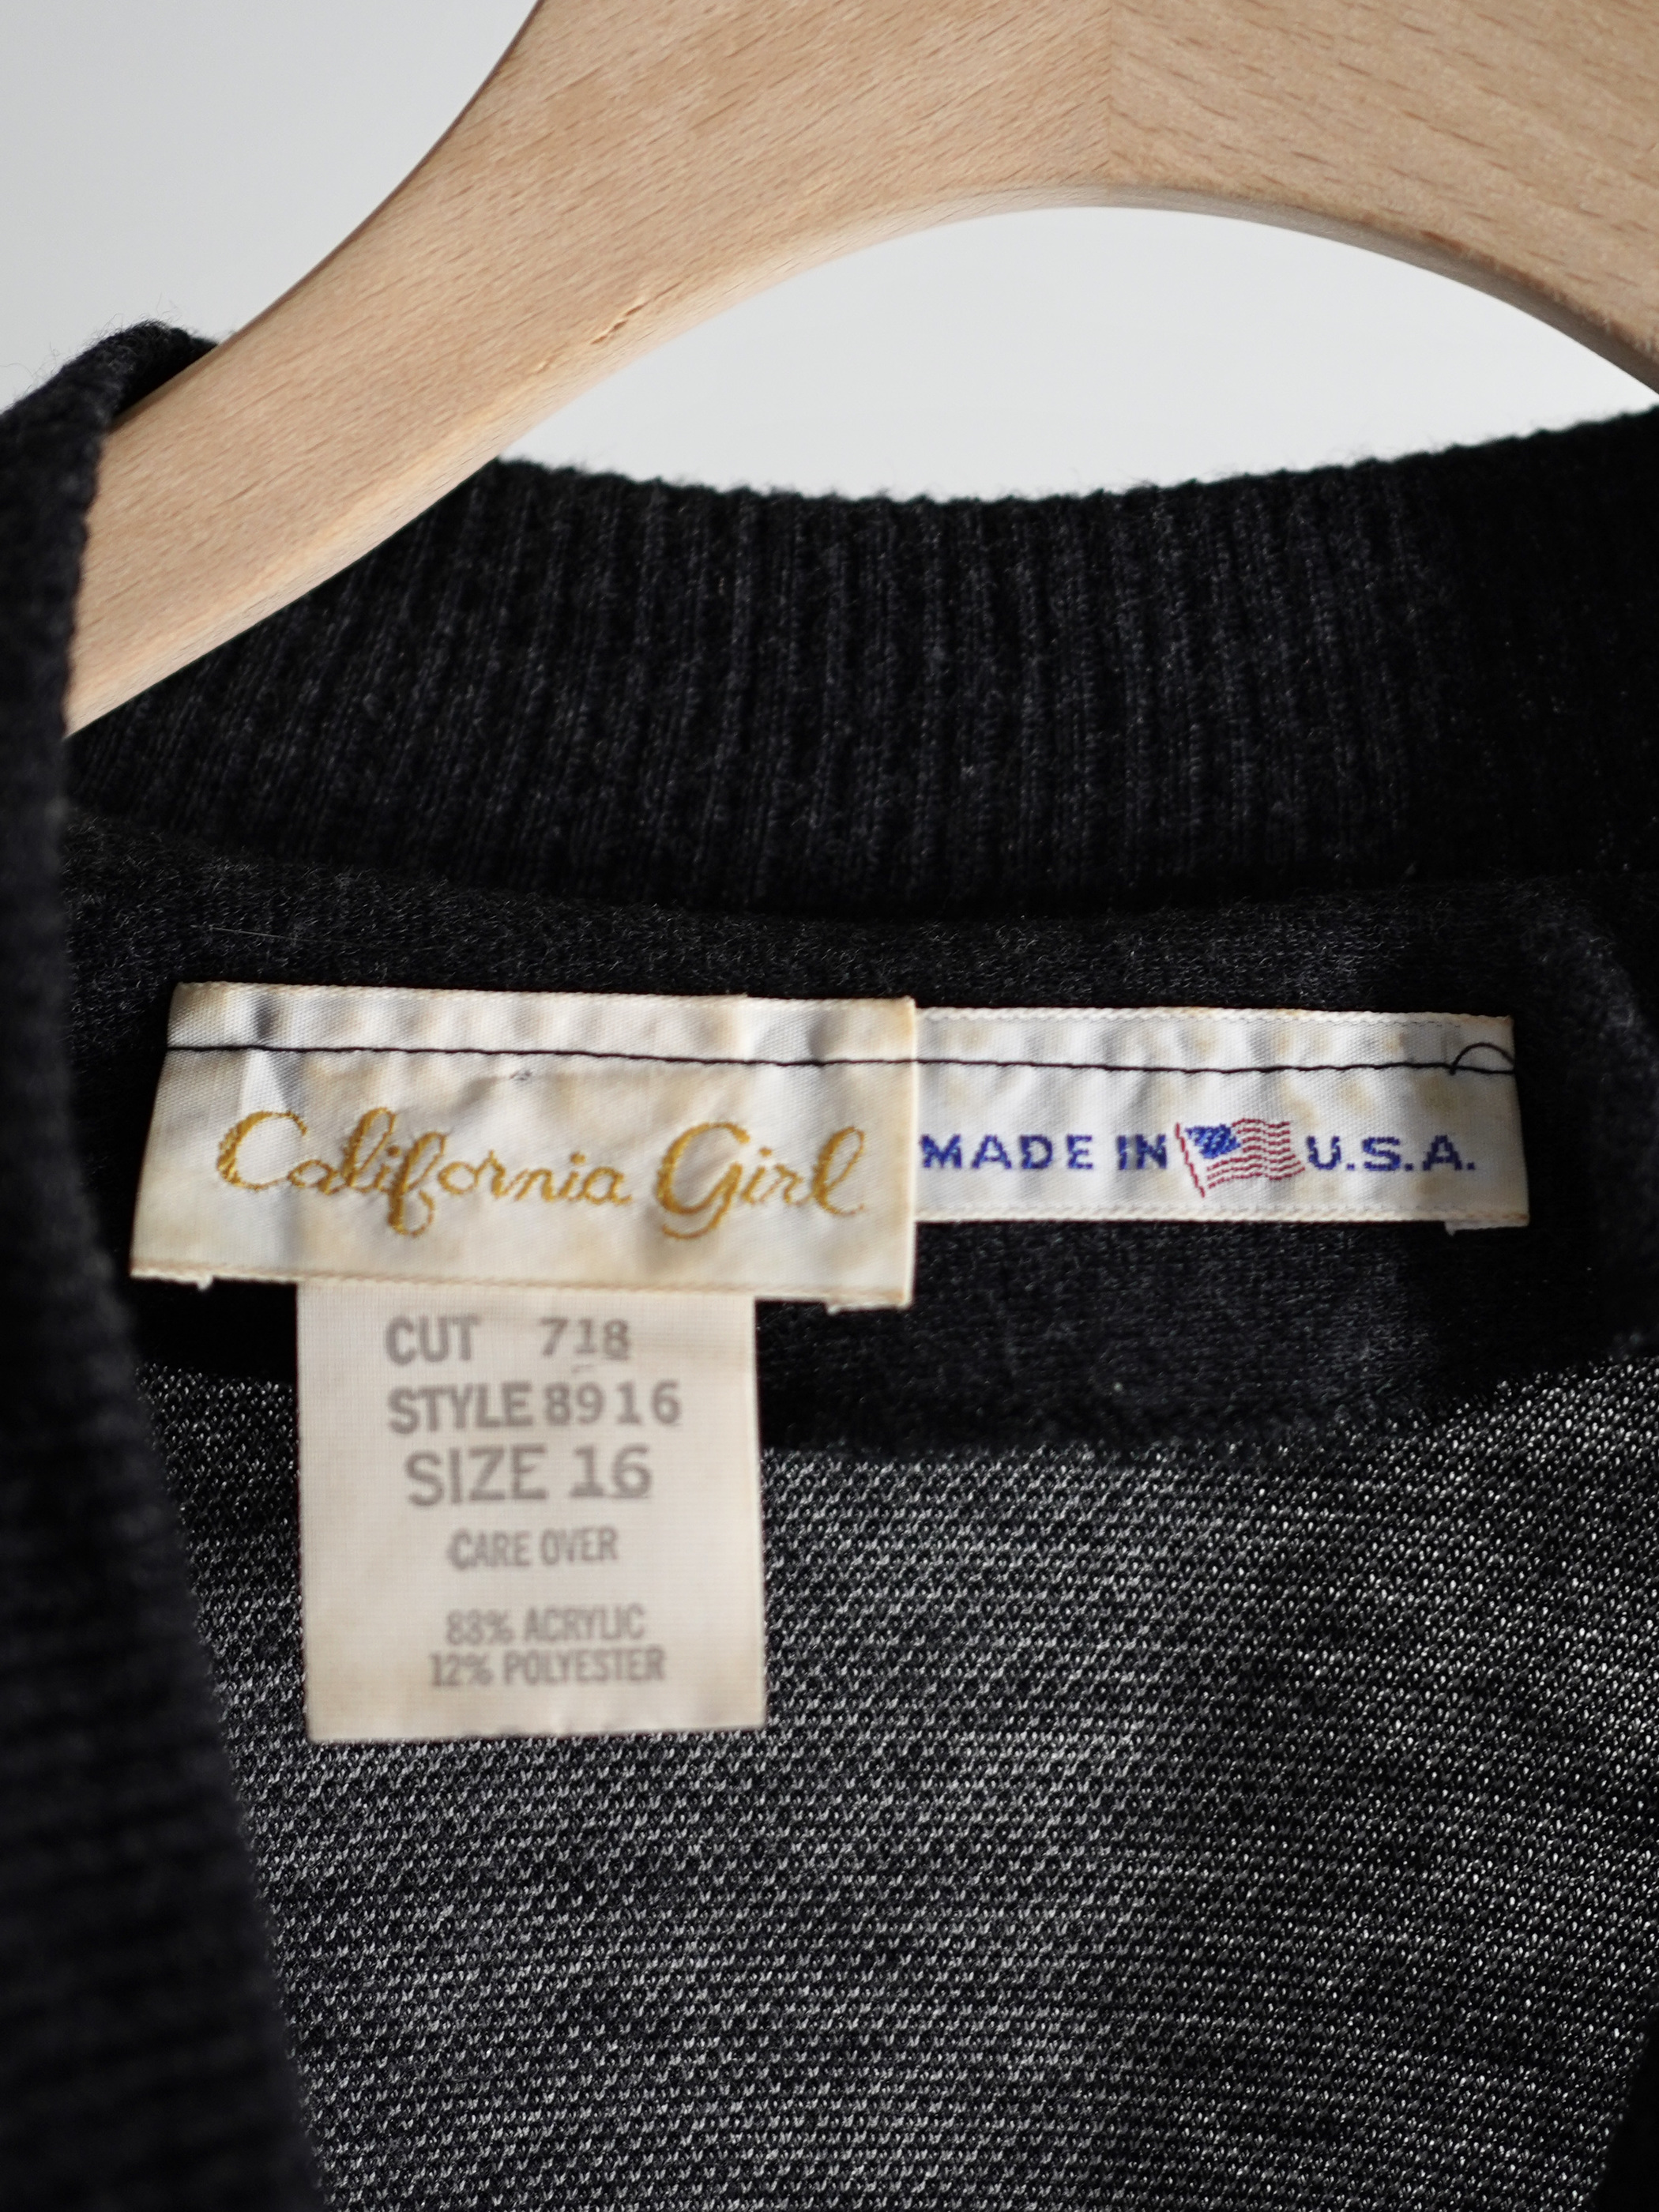 California Girl
MADE IN U.S.A.
CUT 718
STYLE 8916
SIZE 16
CARE OVER
88% ACRYLIC
12% POLYESTER